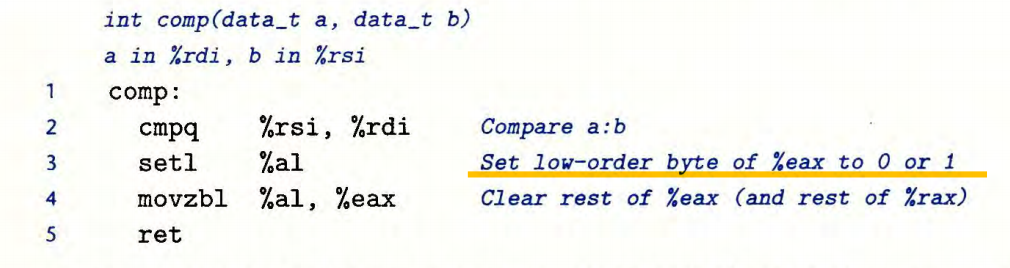 int comp(data_t a, data_t b)
a in %rdi, b in %rsi
1 comp:
2 cmpq %rsi, %rdi Compare a:b
3 setl %al Set low-order byte of %eax to 0 or 1
4 movzbl %al, %eax Clear rest of %eax (and rest of %rax)
5 ret